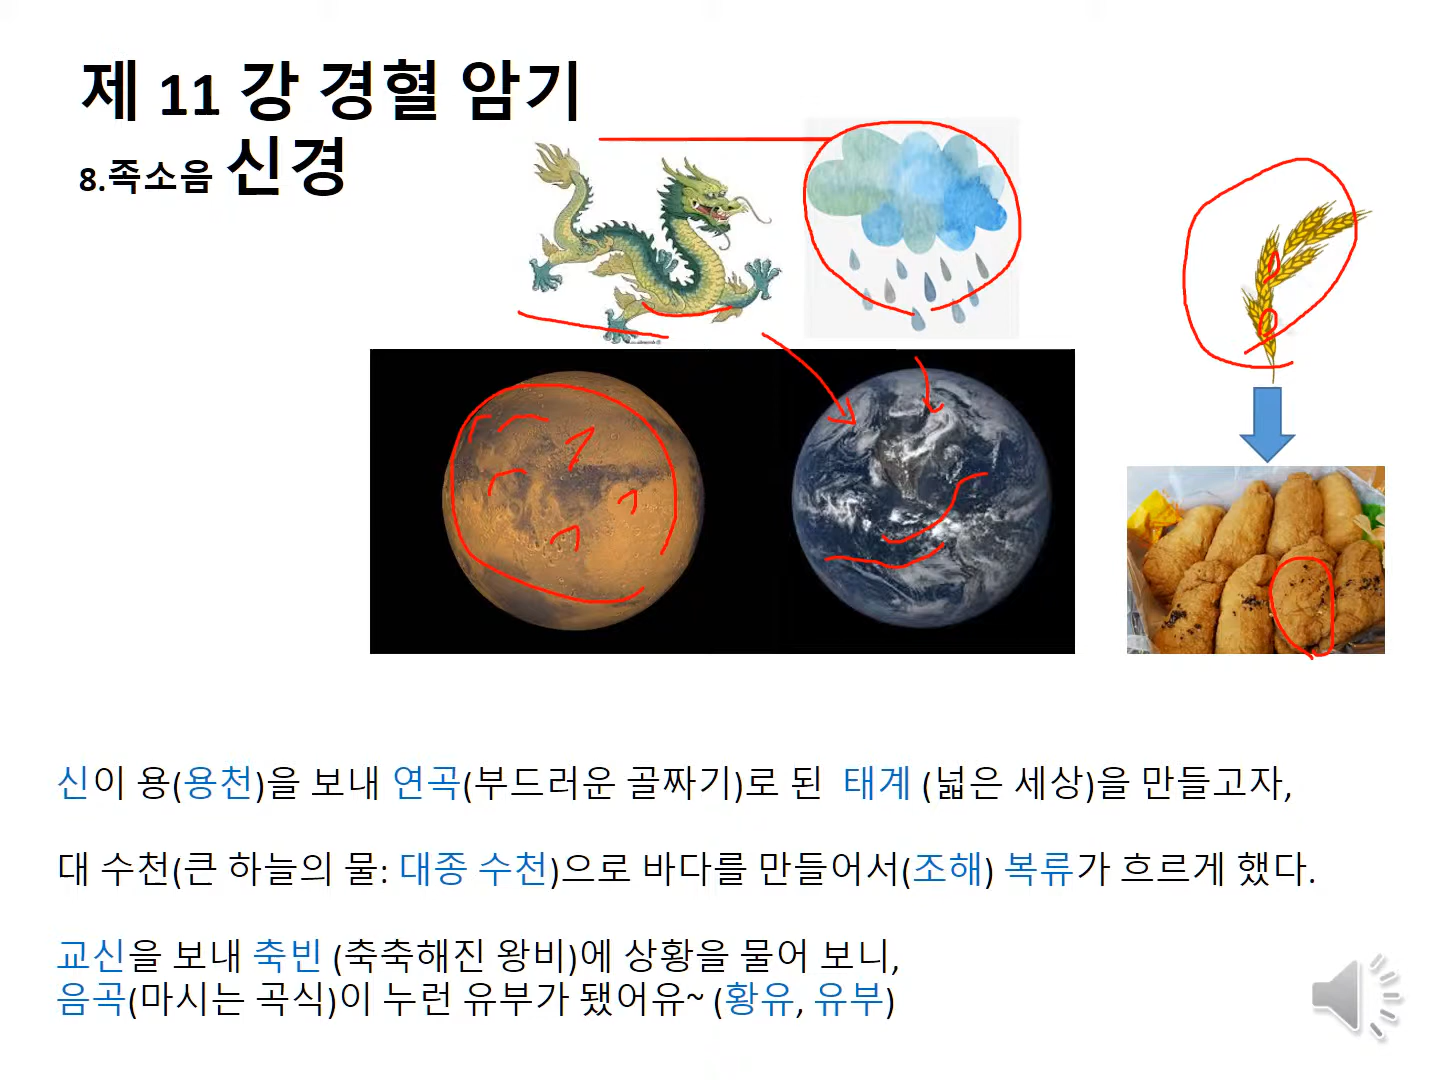 제 11 강 경혈 암기
8.족소음 신경
신이 용(용천)을 보내 연곡(부드러운 골짜기)로 된 태계 (넓은 세상)을 만들고자,
대 수천(큰 하늘의 물: 대종 수천)으로 바다를 만들어서(조해) 복류가 흐르게 했다.
교신을 보내 축빈 (축축해진 왕비)에 상황을 물어 보니,
음곡(마시는 곡식)이 누런 유부가 됐어유~ (황유, 유부)